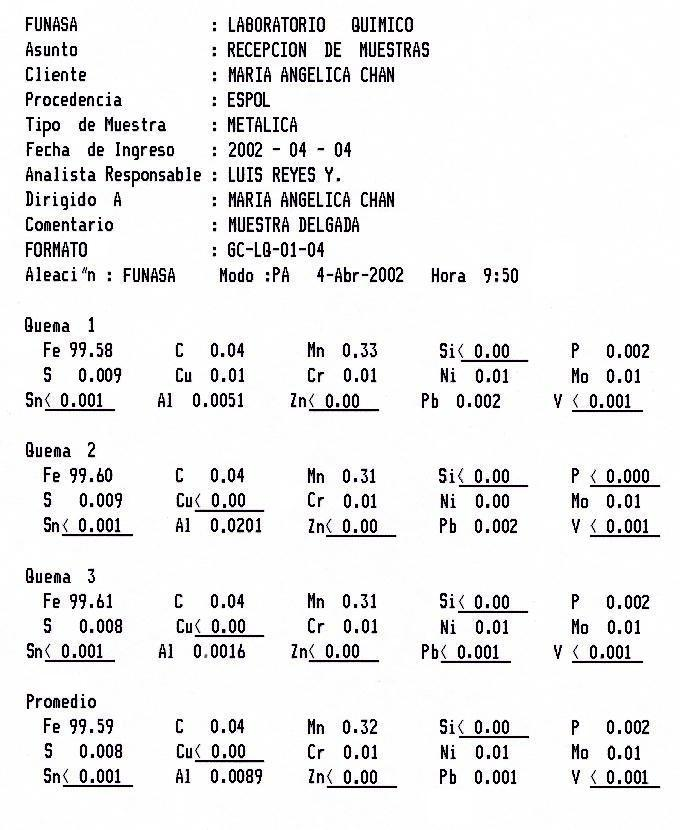 FUNASA : LABORATORIO QUIMICO
Asunto : RECEPCION DE MUESTRAS
Cliente : MARIA ANGELICA CHAN
Procedencia : ESPOL
Tipo de Muestra : METALICA
Fecha de Ingreso : 2002 - 04 - 04
Analista Responsable : LUIS REYES Y.
Dirigido A : MARIA ANGELICA CHAN
Comentario : MUESTRA DELGADA
FORMATO : GC-LQ-01-04
Aleaci"n : FUNASA Modo :PA 4-Abr-2002 Hora 9:50
Quema 1
Fe 99.58 C 0.04 Mn 0.33 Si< 0.00 P 0.002
S 0.009 Cu 0.01 Cr 0.01 Ni 0.01 Mo 0.01
Sn< 0.001 Al 0.0051 Zn< 0.00 Pb 0.002 V < 0.001
Quema 2
Fe 99.60 C 0.04 Mn 0.31 Si< 0.00 P < 0.000
S 0.009 Cu< 0.00 Cr 0.01 Ni 0.00 Mo 0.01
Sn< 0.001 Al 0.0201 Zn< 0.00 Pb 0.002 V < 0.001
Quema 3
Fe 99.61 C 0.04 Mn 0.31 Si< 0.00 P 0.002
S 0.008 Cu< 0.00 Cr 0.01 Ni 0.01 Mo 0.01
Sn< 0.001 Al 0.0016 Zn< 0.00 Pb< 0.001 V < 0.001
Promedio
Fe 99.59 C 0.04 Mn 0.32 Si< 0.00 P 0.002
S 0.008 Cu< 0.00 Cr 0.01 Ni 0.01 Mo 0.01
Sn< 0.001 Al 0.0089 Zn< 0.00 Pb 0.001 V < 0.001